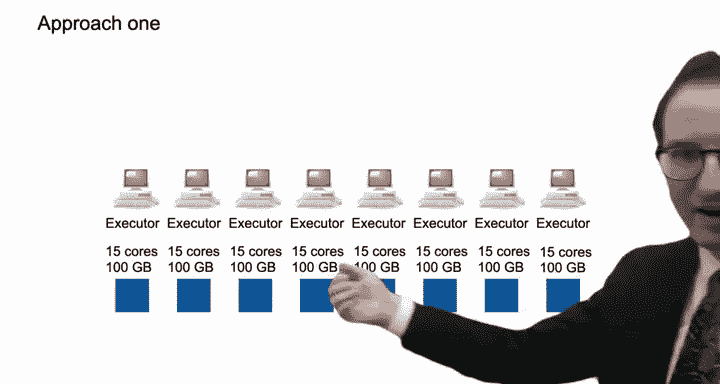 Approach one
Executor Executor Executor Executor Executor Executor Executor Executor
15 cores 15 cores 15 cores 15 cores 15 cores 15 cores 15 cores 15 cores
100 GB 100 GB 100 GB 100 GB 100 GB 100 GB 100 GB 100 GB